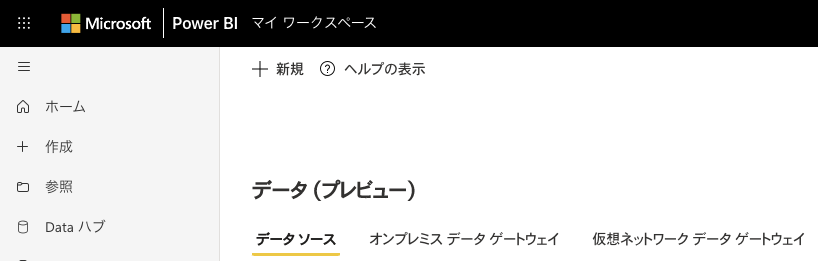 Microsoft Power BI マイ ワークスペース
+ 新規 ? ヘルプの表示
ホーム
+ 作成
参照
Data ハブ
データ (プレビュー)
データ ソース オンプレミス データ ゲートウェイ 仮想ネットワーク データ ゲートウェイ